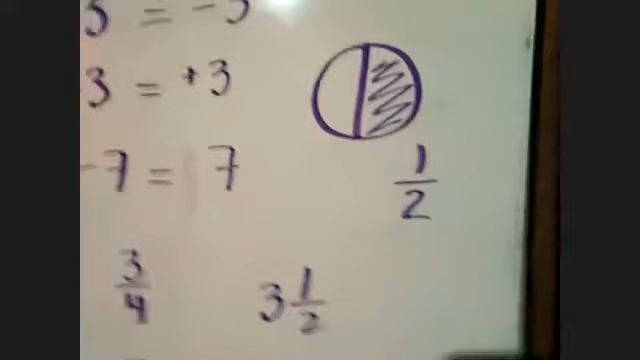 3 = -3
3 = +3
-7 = 7
1/2
3/4
3 1/2